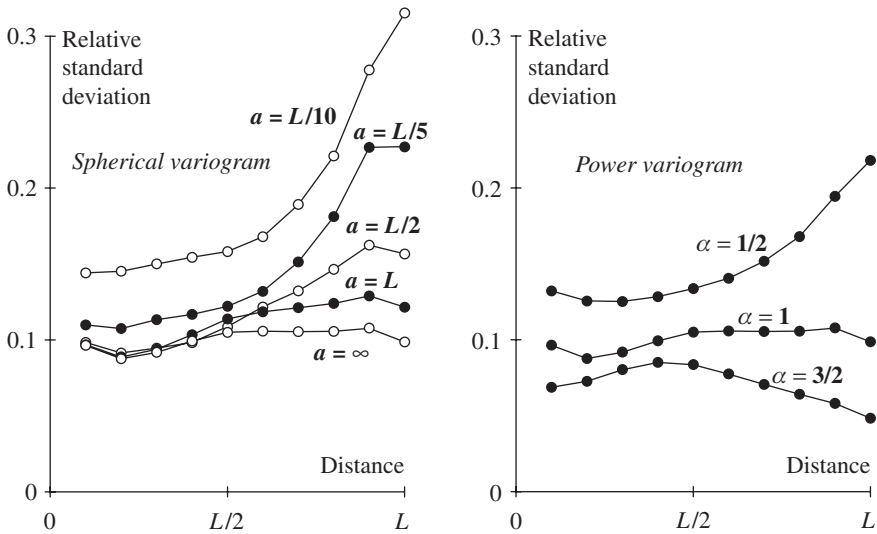 0.3
Relative
standard
deviation
a = L/10
a = L/5
Spherical variogram
0.2
a = L/2
a = L
0.1
a = ∞
Distance
0
0
L/2
L
0.3
Relative
standard
deviation
Power variogram
0.2
α = 1/2
α = 1
0.1
α = 3/2
Distance
0
0
L/2
L